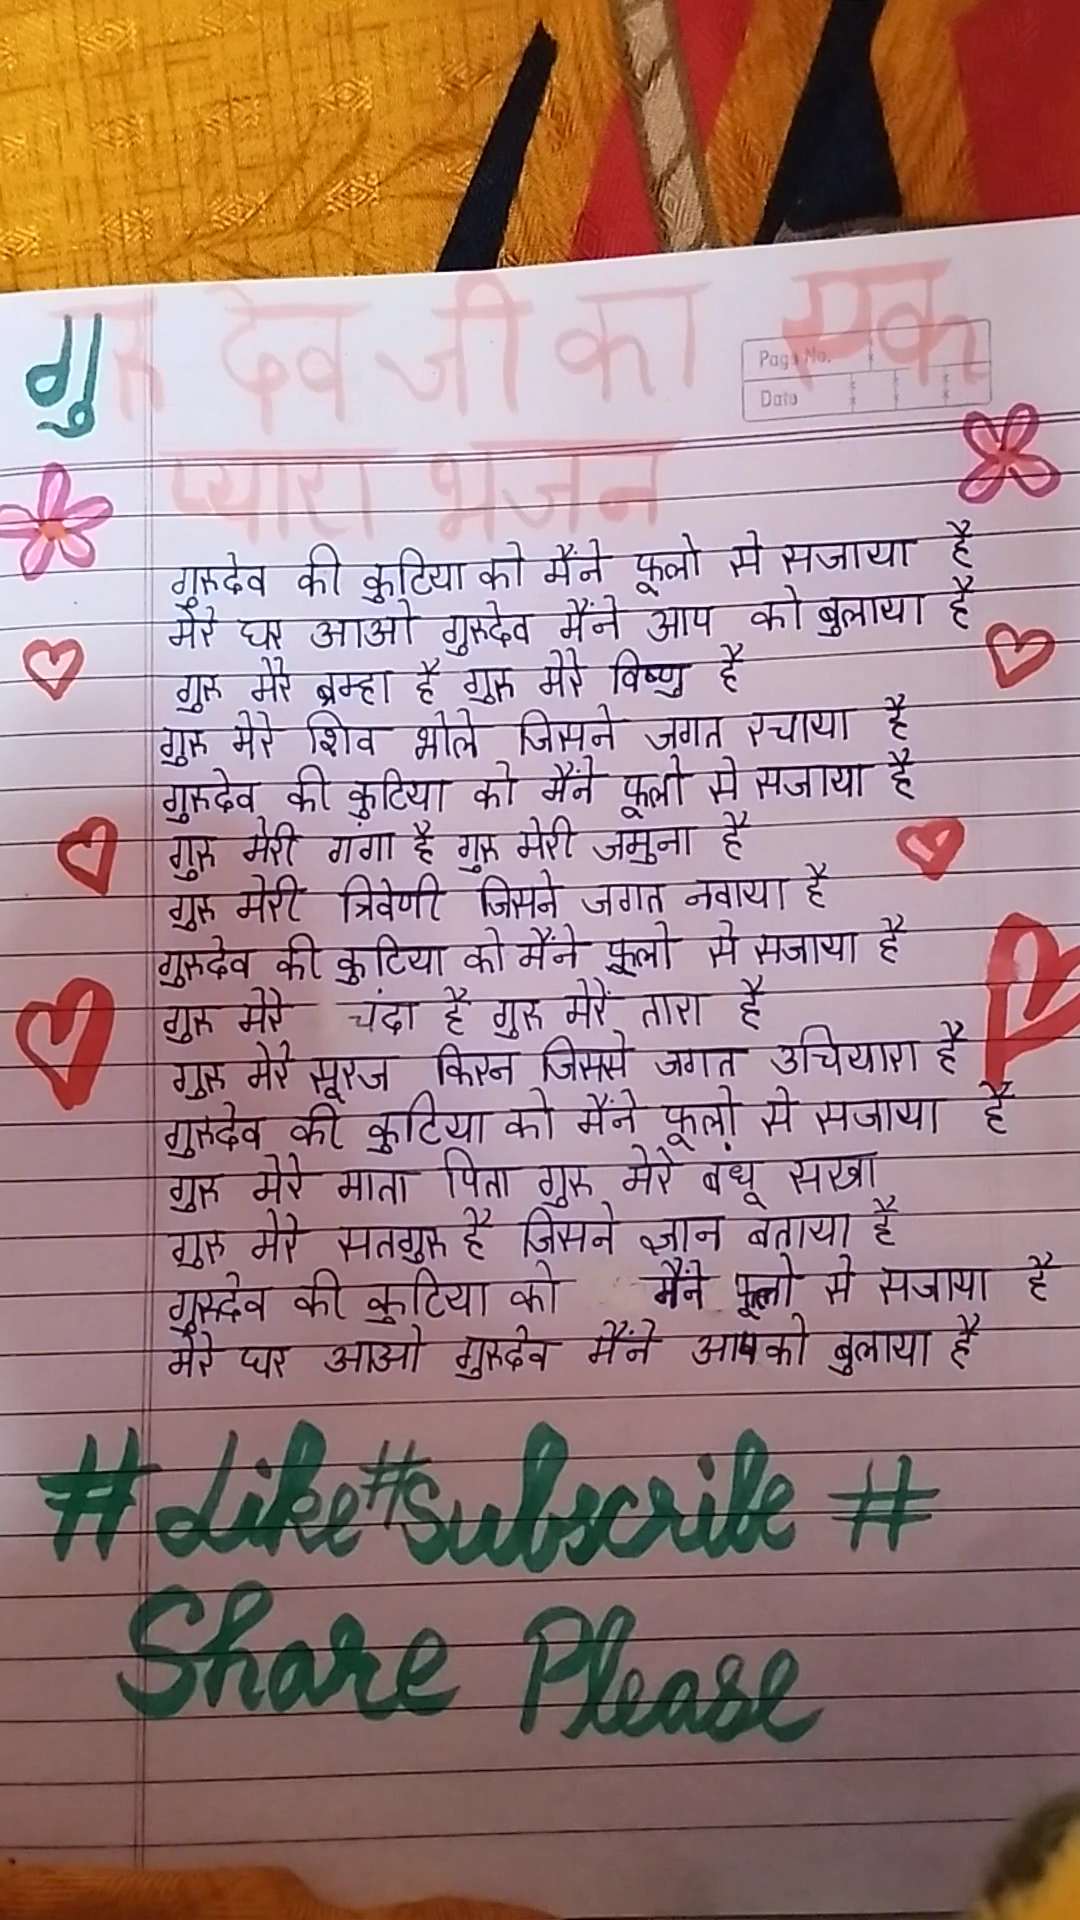 गुरु देव जी का एक
Page No.
Date
प्यारा भजन
गुरुदेव की कुटिया को मैंने फूलो से सजाया है
मेरे घर आओ गुरुदेव मैंने आप को बुलाया है
गुरु मेरे ब्रम्हा है गुरु मेरे विष्णु है
गुरु मेरे शिव भोले जिसने जगत रचाया है
गुरुदेव की कुटिया को मैंने फूलो से सजाया है
गुरु मेरी गंगा है गुरु मेरी जमुना है
गुरु मेरी त्रिवेणी जिसने जगत नवाया है
गुरुदेव की कुटिया को मैंने फूलो से सजाया है
गुरु मेरे चंदा है गुरु मेरें तारा है
गुरु मेरे सूरज किरन जिससे जगत उचियारा है
गुरुदेव की कुटिया को मैंने फूलो से सजाया है
गुरु मेरे माता पिता गुरु मेरे बंधू सखा
गुरु मेरे सतगुरु है जिसने ज्ञान बताया है
गुरुदेव की कुटिया को मैंने फूलो से सजाया है
मेरे घर आओ गुरुदेव मैंने आपको बुलाया है
#Like#Subscribe #
Share Please